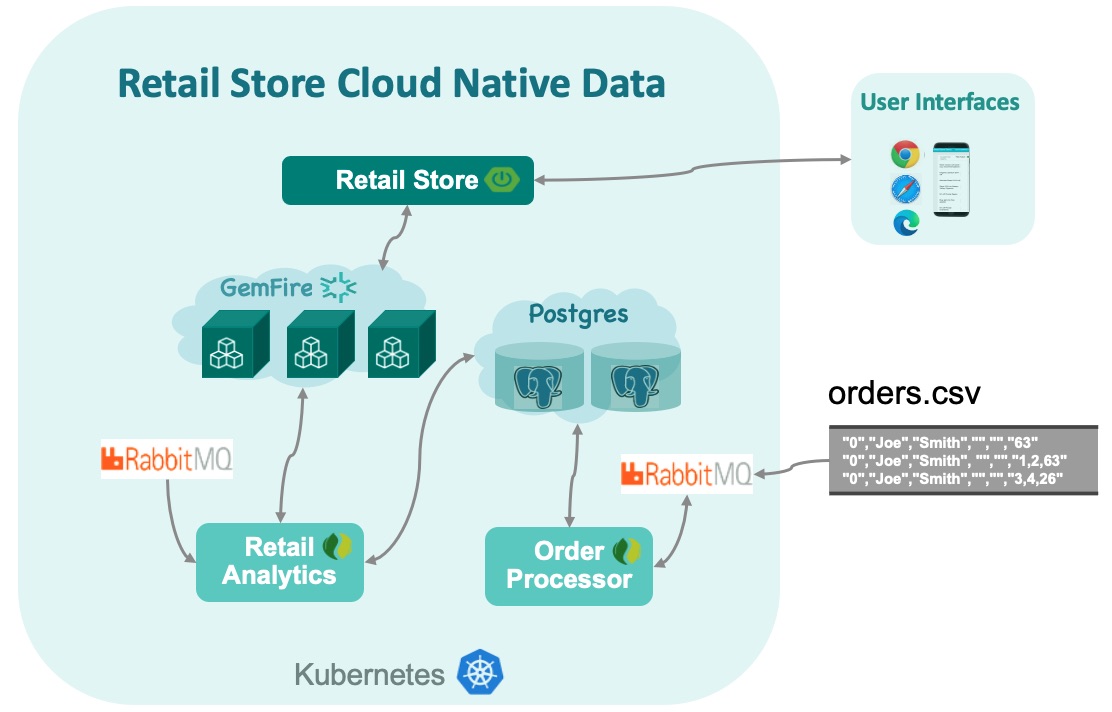 Retail Store Cloud Native Data
User Interfaces
Retail Store
GemFire
Postgres
orders.csv
"0","Joe","Smith","","","63"
"0","Joe","Smith", "","","1,2,63"
"0","Joe","Smith","","","3,4,26"
RabbitMQ
RabbitMQ
Retail
Analytics
Order
Processor
Kubernetes